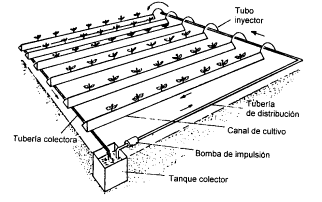 Tubo
inyector
Tubería
de distribución
Canal de cultivo
Tubería colectora
Bomba de impulsión
Tanque colector